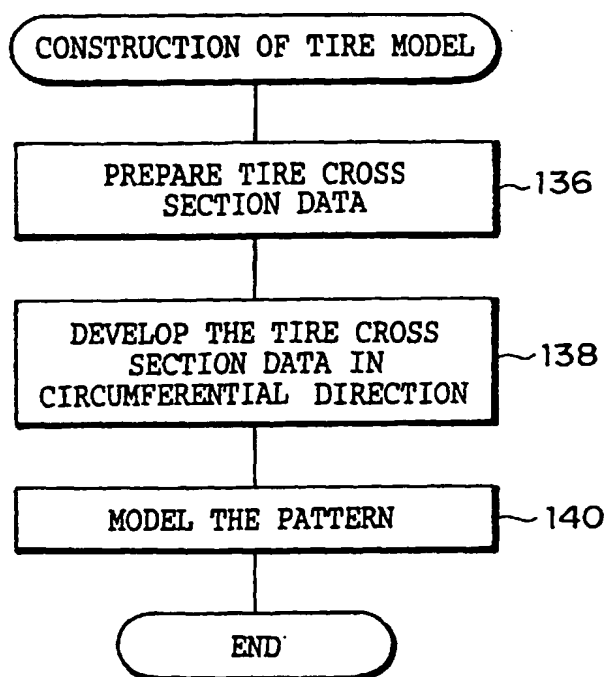 CONSTRUCTION OF TIRE MODEL
PREPARE TIRE CROSS
SECTION DATA
136
DEVELOP THE TIRE CROSS
SECTION DATA IN
CIRCUMFERENTIAL DIRECTION
138
MODEL THE PATTERN
140
END